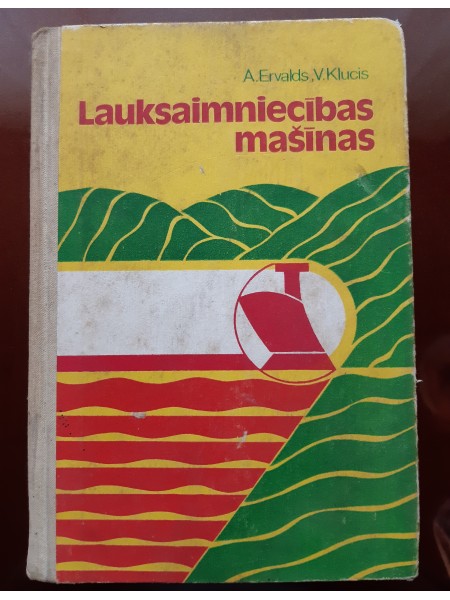 A.Ervalds, V.Klucis
Lauksaimniecības
mašīnas